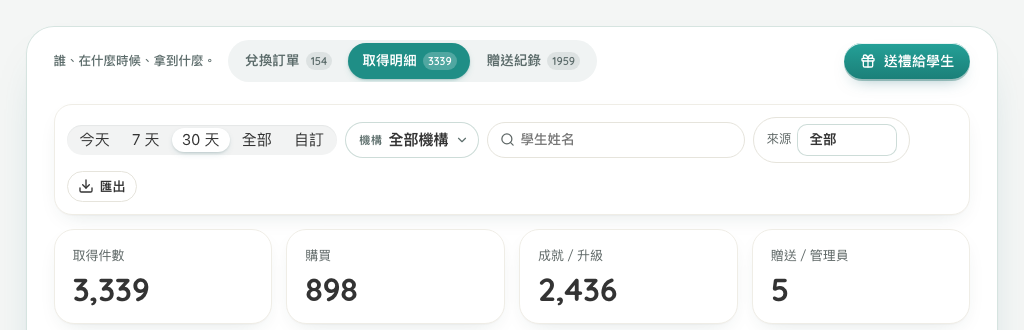 誰、在什麼時候、拿到什麼。 兌換訂單 154 取得明細 3339 贈送紀錄 1959 送禮給學生
今天 7 天 30 天 全部 自訂 機構 全部機構 學生姓名 來源 全部
匯出
取得件數 購買 成就 / 升級 贈送 / 管理員
3,339 898 2,436 5